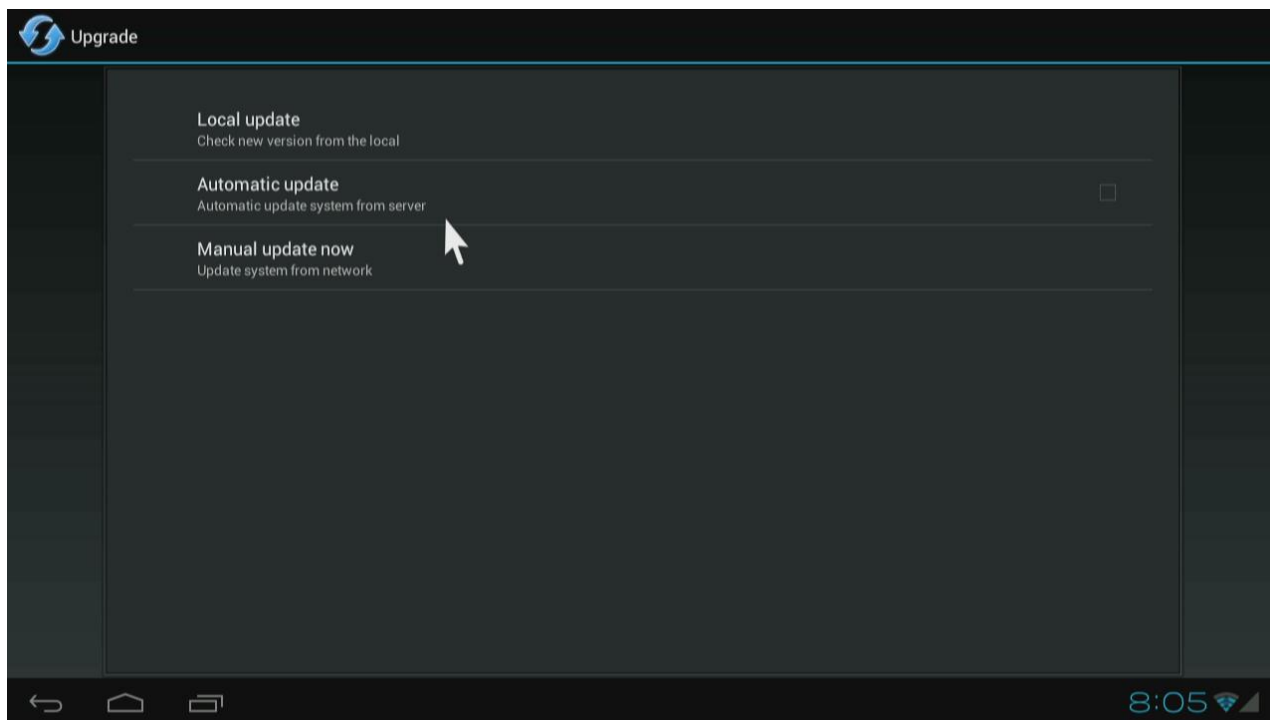 Upgrade
Local update
Check new version from the local
Automatic update
Automatic update system from server
Manual update now
Update system from network
8:05